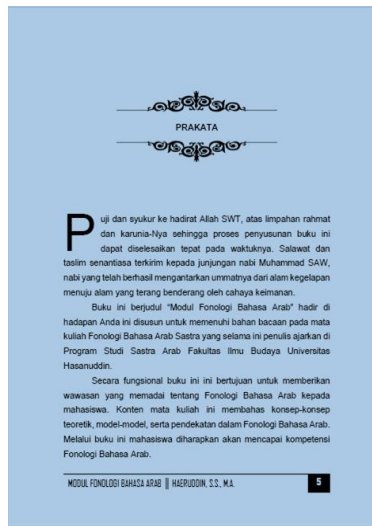 PRAKATA
Puji dan syukur ke hadirat Allah SWT, atas limpahan rahmat
dan karunia-Nya sehingga proses penyusunan buku ini
dapat diselesaikan tepat pada waktuknya. Salawat dan
taslim senantiasa terkirim kepada junjungan nabi Muhammad SAW,
nabi yang telah berhasil mengantarkan ummatnya dari alam kegelapan
menuju alam yang terang benderang oleh cahaya keimanan.
Buku ini berjudul “Modul Fonologi Bahasa Arab” hadir di
hadapan Anda ini disusun untuk memenuhi bahan bacaan pada mata
kuliah Fonologi Bahasa Arab Sastra yang selama ini penulis ajarkan di
Program Studi Sastra Arab Fakultas Ilmu Budaya Universitas
Hasanuddin.
Secara fungsional buku ini ini bertujuan untuk memberikan
wawasan yang memadai tentang Fonologi Bahasa Arab kepada
mahasiswa. Konten mata kuliah ini membahas konsep-konsep
teoretik, model-model, serta pendekatan dalam Fonologi Bahasa Arab.
Melalui buku ini mahasiswa diharapkan akan mencapai kompetensi
Fonologi Bahasa Arab.
MODUL FONOLOGI BAHASA ARAB || HAERUDDIN, S.S., M.A. 5